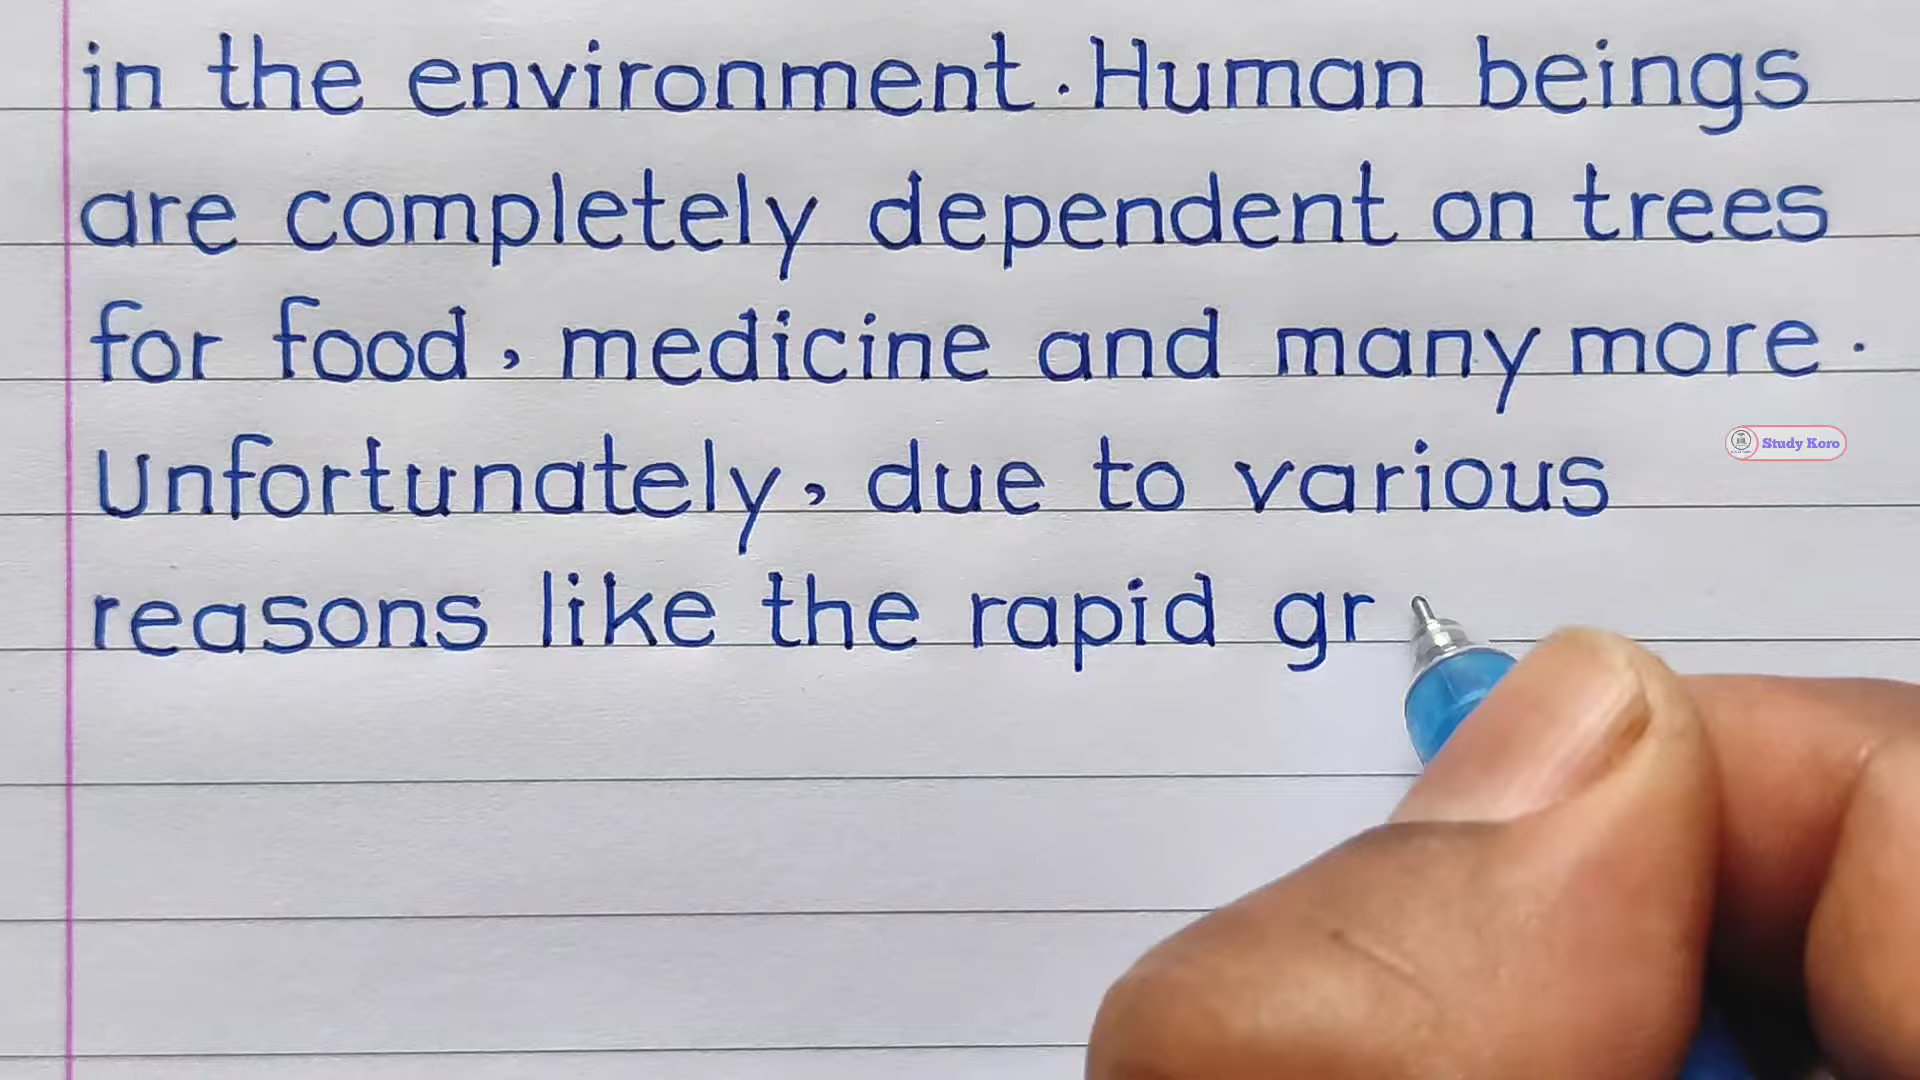 in the environment. Human beings
are completely dependent on trees
for food, medicine and many more.
Study Koro
Unfortunately, due to various
reasons like the rapid gr